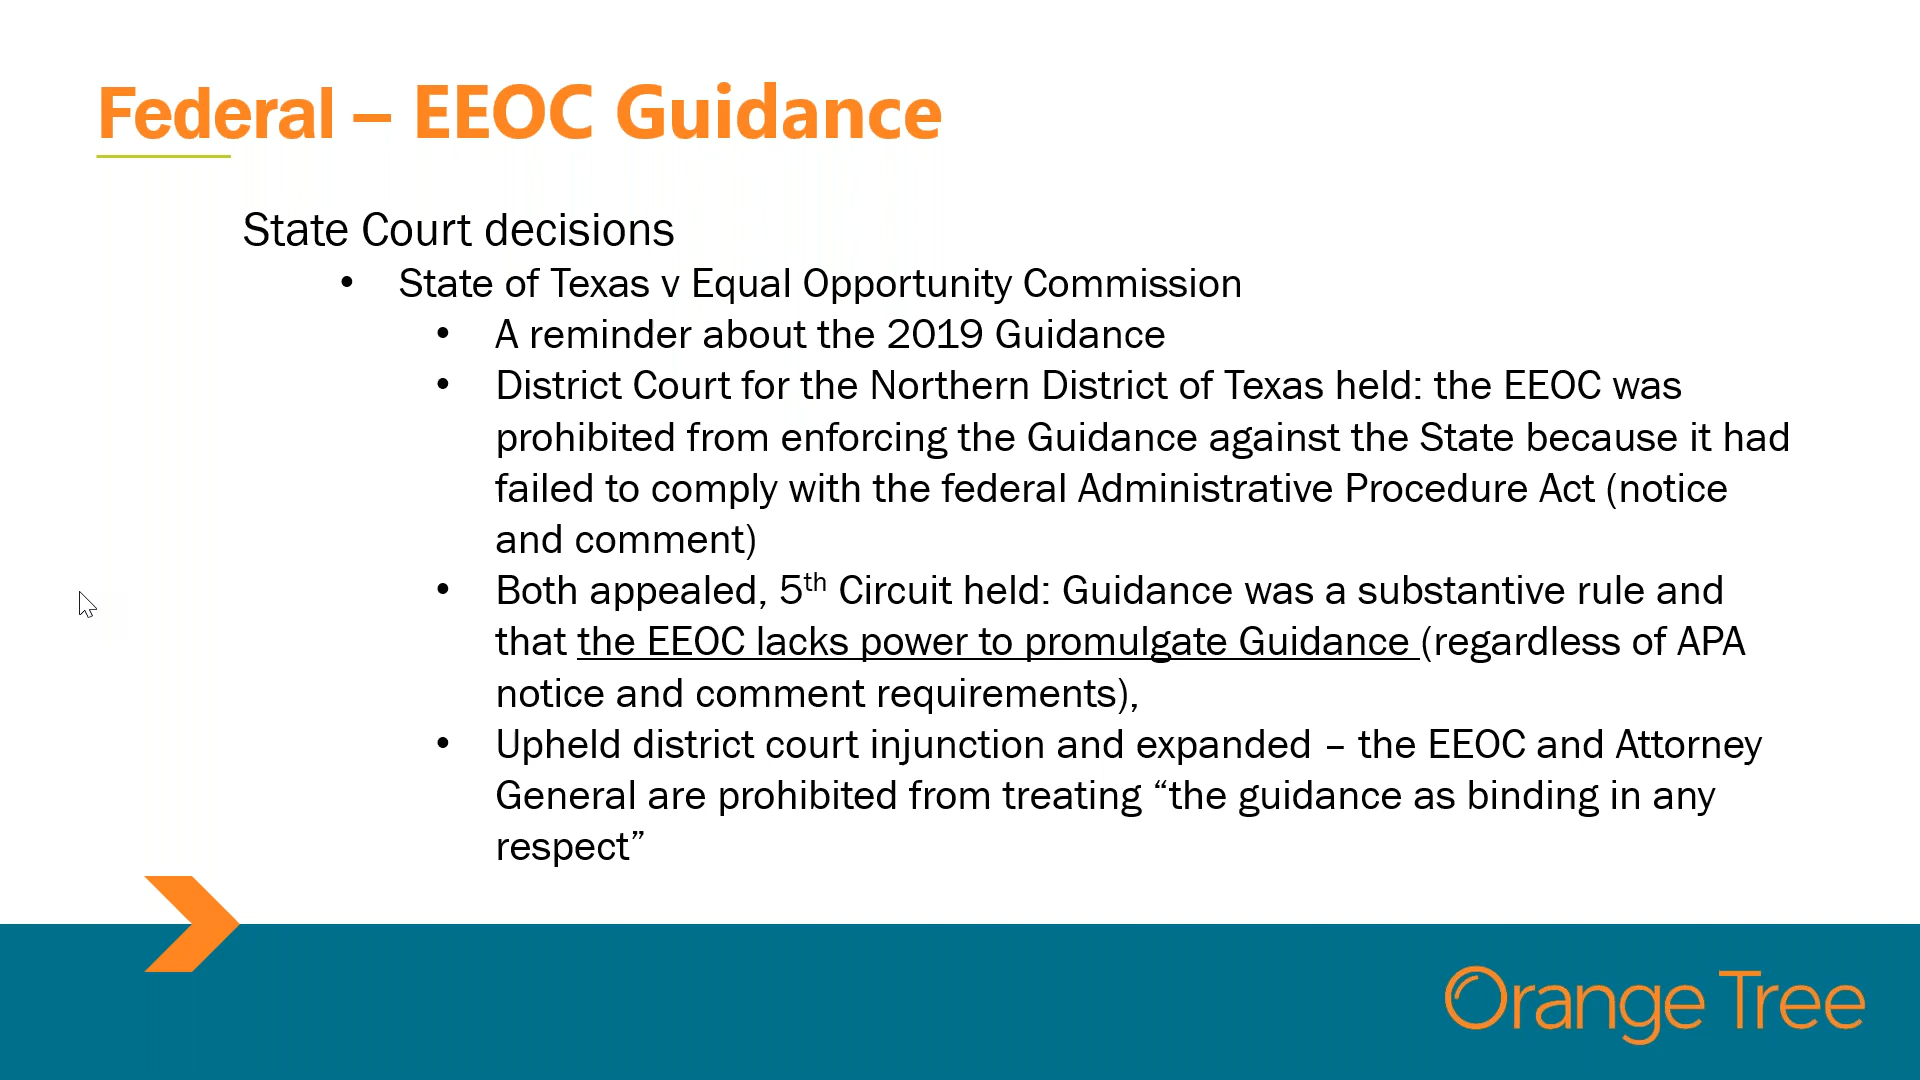 Federal – EEOC Guidance
State Court decisions
• State of Texas v Equal Opportunity Commission
• A reminder about the 2019 Guidance
• District Court for the Northern District of Texas held: the EEOC was
prohibited from enforcing the Guidance against the State because it had
failed to comply with the federal Administrative Procedure Act (notice
and comment)
• Both appealed, 5th Circuit held: Guidance was a substantive rule and
that the EEOC lacks power to promulgate Guidance (regardless of APA
notice and comment requirements),
• Upheld district court injunction and expanded – the EEOC and Attorney
General are prohibited from treating “the guidance as binding in any
respect”
Orange Tree